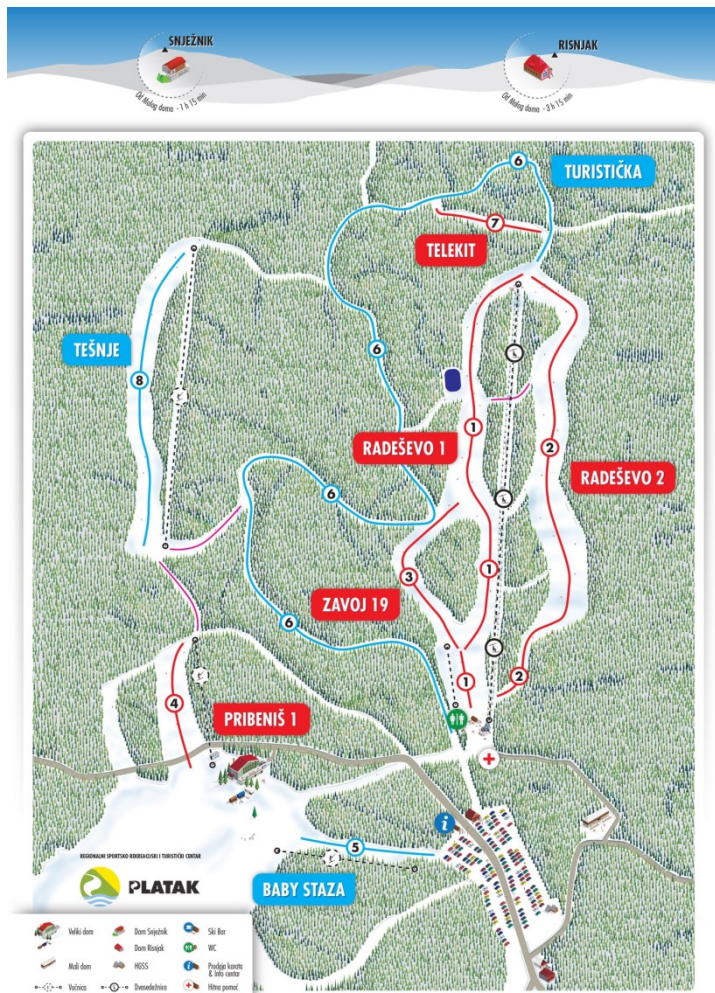 SNJEŽNIK
Od Malog doma - 1 h 15 min
RISNJAK
Od Malog doma - 3 h 15 min
6
TURISTIČKA
7
TELEKIT
TEŠNJE
6
8
1
RADEŠEVO 1
2
RADEŠEVO 2
6
3
1
ZAVOJ 19
6
2
1
4
PRIBENIŠ 1
i
5
BABY STAZA
REGIONALNI SPORTSKO REKREACIJSKI I TURISTIČKI CENTAR
PLATAK
Veliki dom
Dom Snježnik
Ski Bar
Dom Risnjak
WC
Mali dom
HGSS
Prodaja karata
& Info centar
Vučnica
Dvosedežnica
Hitna pomoć